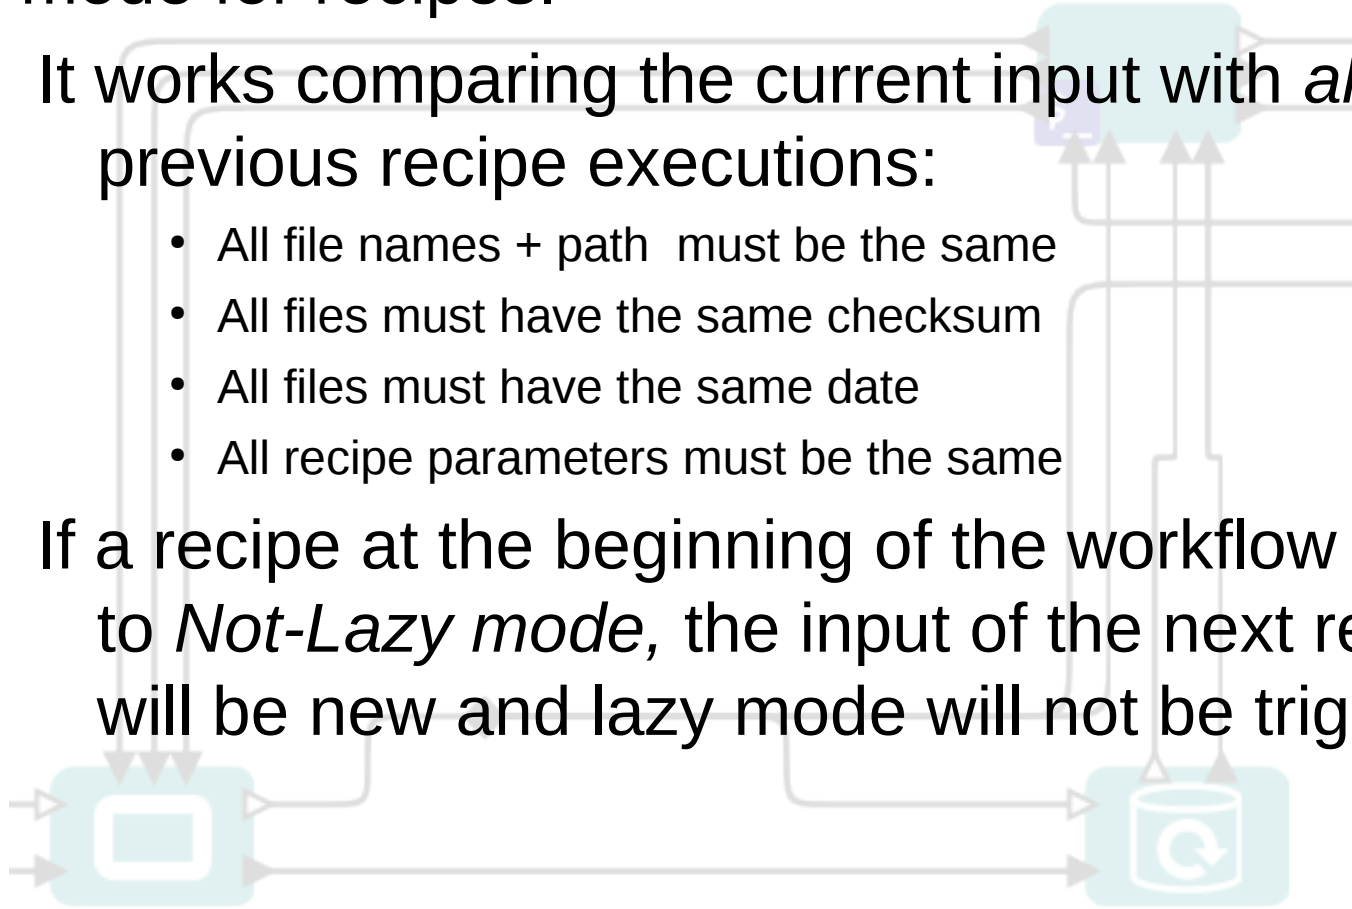 mode for recipes.
It works comparing the current input with
previous recipe executions:
• All file names + path must be the same
• All files must have the same checksum
• All files must have the same date
• All recipe parameters must be the same
If a recipe at the beginning of the workflow
to Not-Lazy mode, the input of the next
will be new and lazy mode will not be